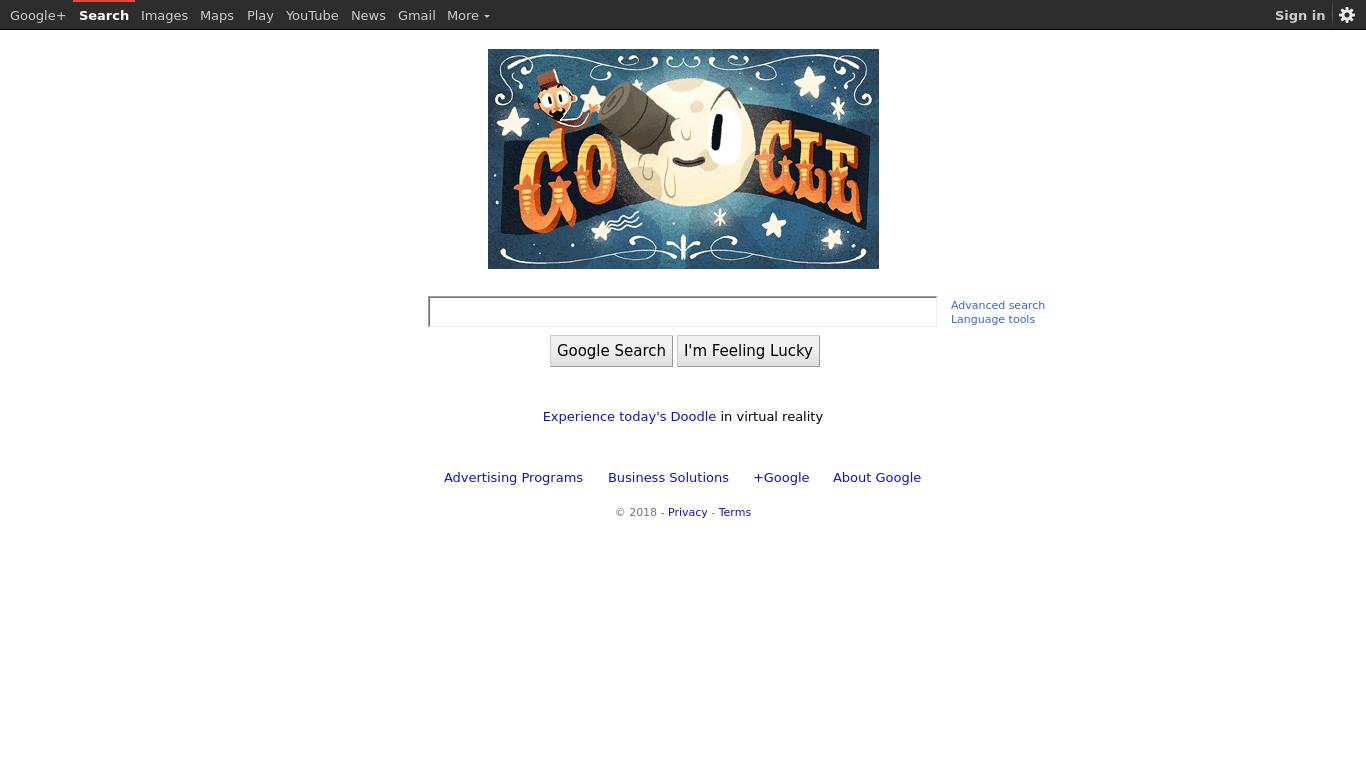 Google+ Search Images Maps Play YouTube News Gmail More Sign in
GOOGLE
Advanced search
Language tools
Google Search I'm Feeling Lucky
Experience today's Doodle in virtual reality
Advertising Programs Business Solutions +Google About Google
© 2018 - Privacy - Terms